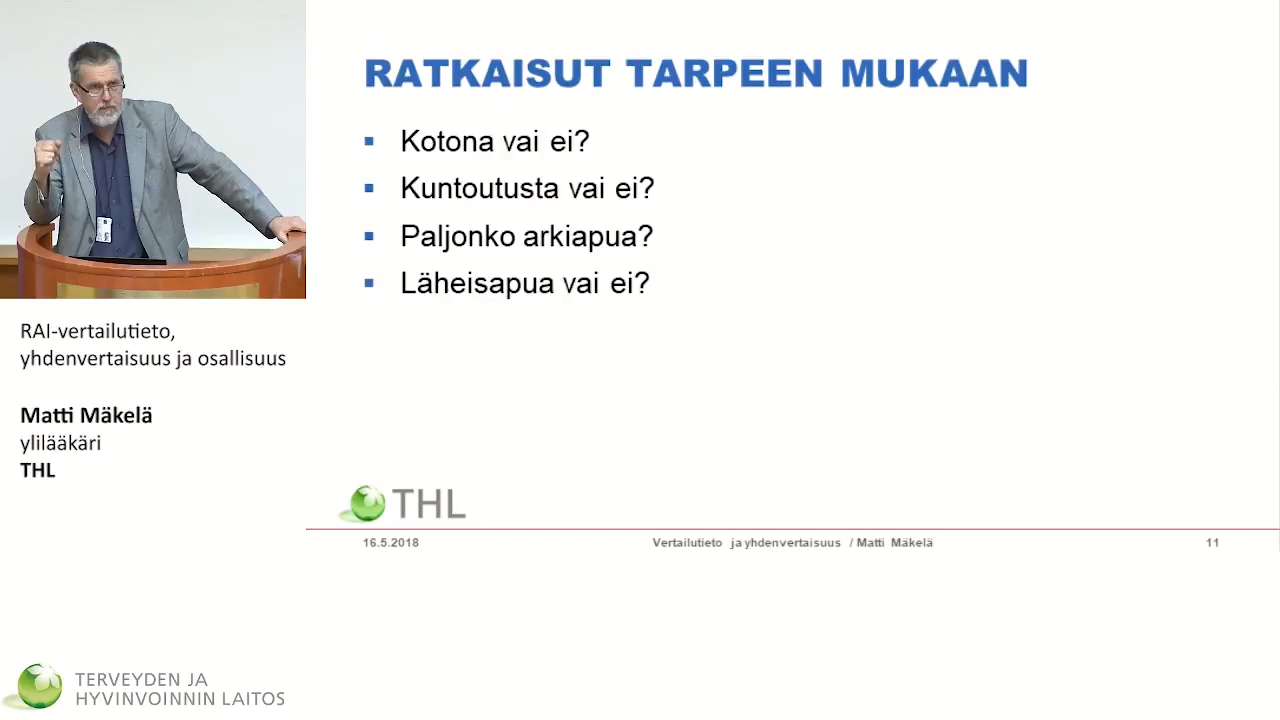 RATKAISUT TARPEEN MUKAAN
Kotona vai ei?
Kuntoutusta vai ei?
Paljonko arkiapua?
Läheisapua vai ei?
RAI-vertailutieto,
yhdenvertaisuus ja osallisuus
Matti Mäkelä
ylilääkäri
THL
THL
16.5.2018
Vertailutieto ja yhdenvertaisuus / Matti Mäkelä
11
TERVEYDEN JA
HYVINVOINNIN LAITOS